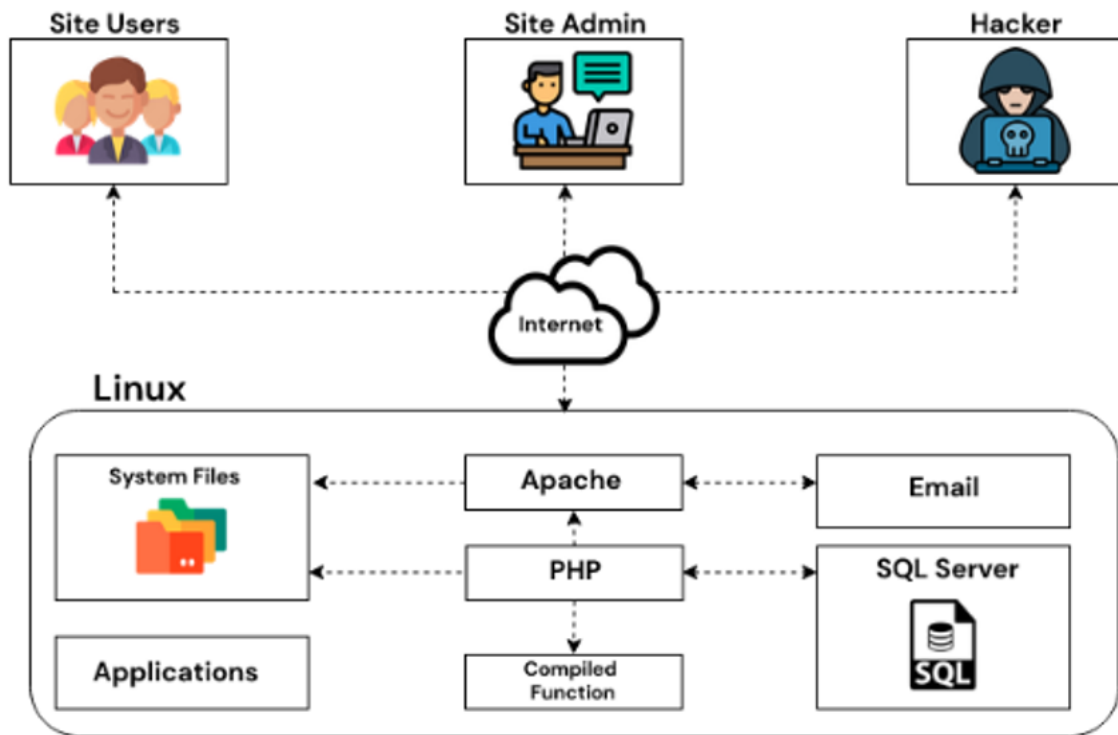 Site Users
Site Admin
Hacker
Internet
Linux
System Files
Apache
Email
PHP
SQL Server
SQL
Applications
Compiled
Function